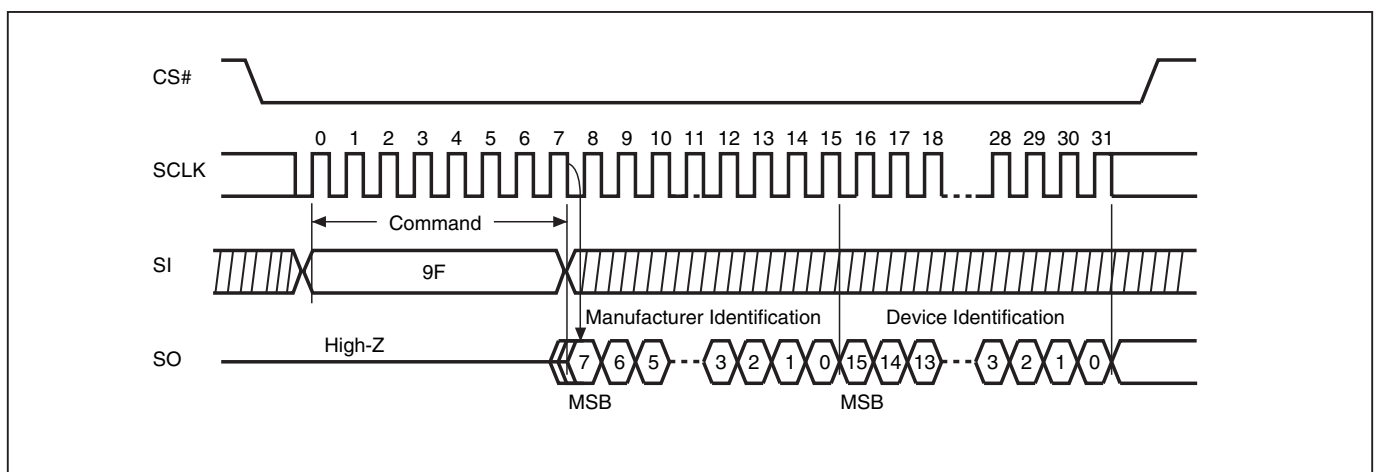 CS#
0 1 2 3 4 5 6 7 8 9 10 11 12 13 14 15 16 17 18 28 29 30 31
SCLK
Command
SI
9F
Manufacturer Identification Device Identification
High-Z
SO
7 6 5 3 2 1 0 15 14 13 3 2 1 0
MSB MSB